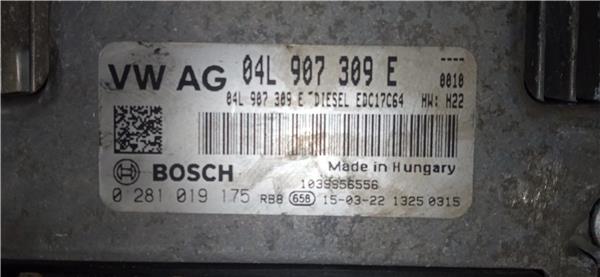 VW AG 04L 907 309 E ----
0010
04L 907 309 E DIESEL EDC17C64 HW: H22
BOSCH Made in Hungary
1039S56556
0 281 019 175 RB8 658 15-03-22 1325 0315